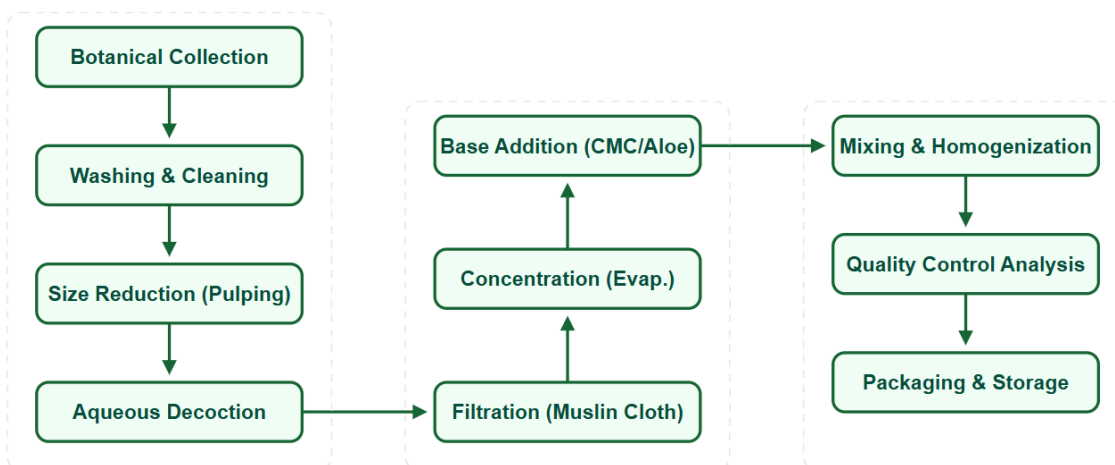 Botanical Collection
Washing & Cleaning
Size Reduction (Pulping)
Aqueous Decoction
Filtration (Muslin Cloth)
Concentration (Evap.)
Base Addition (CMC/Aloe)
Mixing & Homogenization
Quality Control Analysis
Packaging & Storage